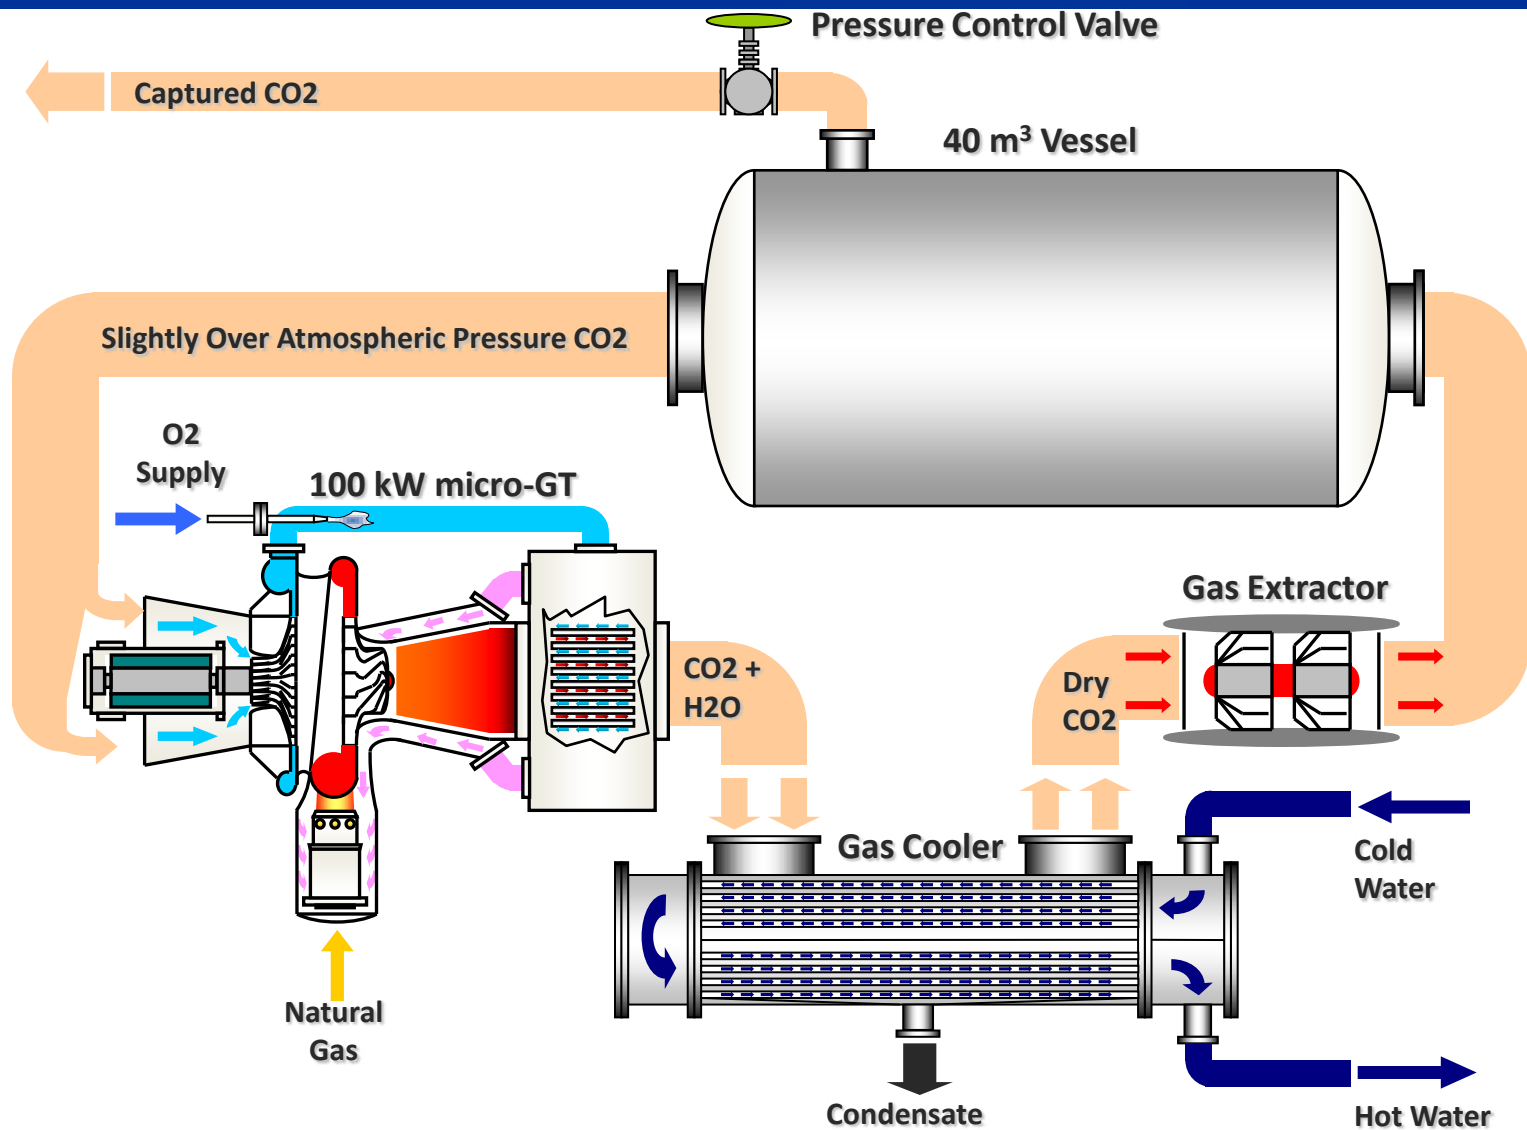 Pressure Control Valve
Captured CO2
40 m³ Vessel
Slightly Over Atmospheric Pressure CO2
O2
Supply
100 kW micro-GT
Gas Extractor
CO2 +
H2O
Dry
CO2
Gas Cooler
Cold
Water
Natural
Gas
Condensate
Hot Water